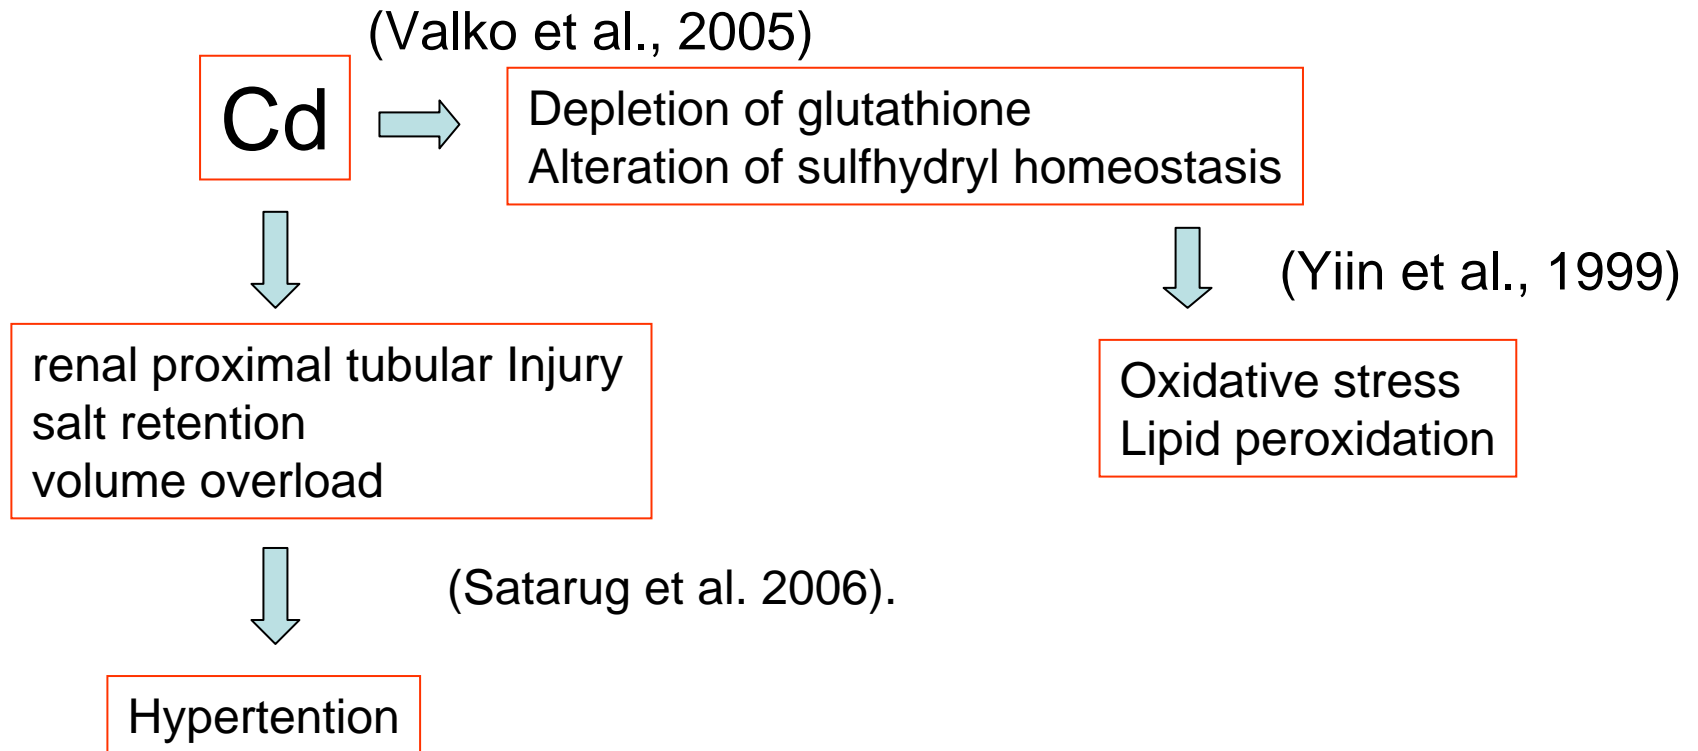 (Valko et al., 2005)
Cd
Depletion of glutathione
Alteration of sulfhydryl homeostasis
(Yiin et al., 1999)
renal proximal tubular Injury
salt retention
volume overload
Oxidative stress
Lipid peroxidation
(Satarug et al. 2006).
Hypertention